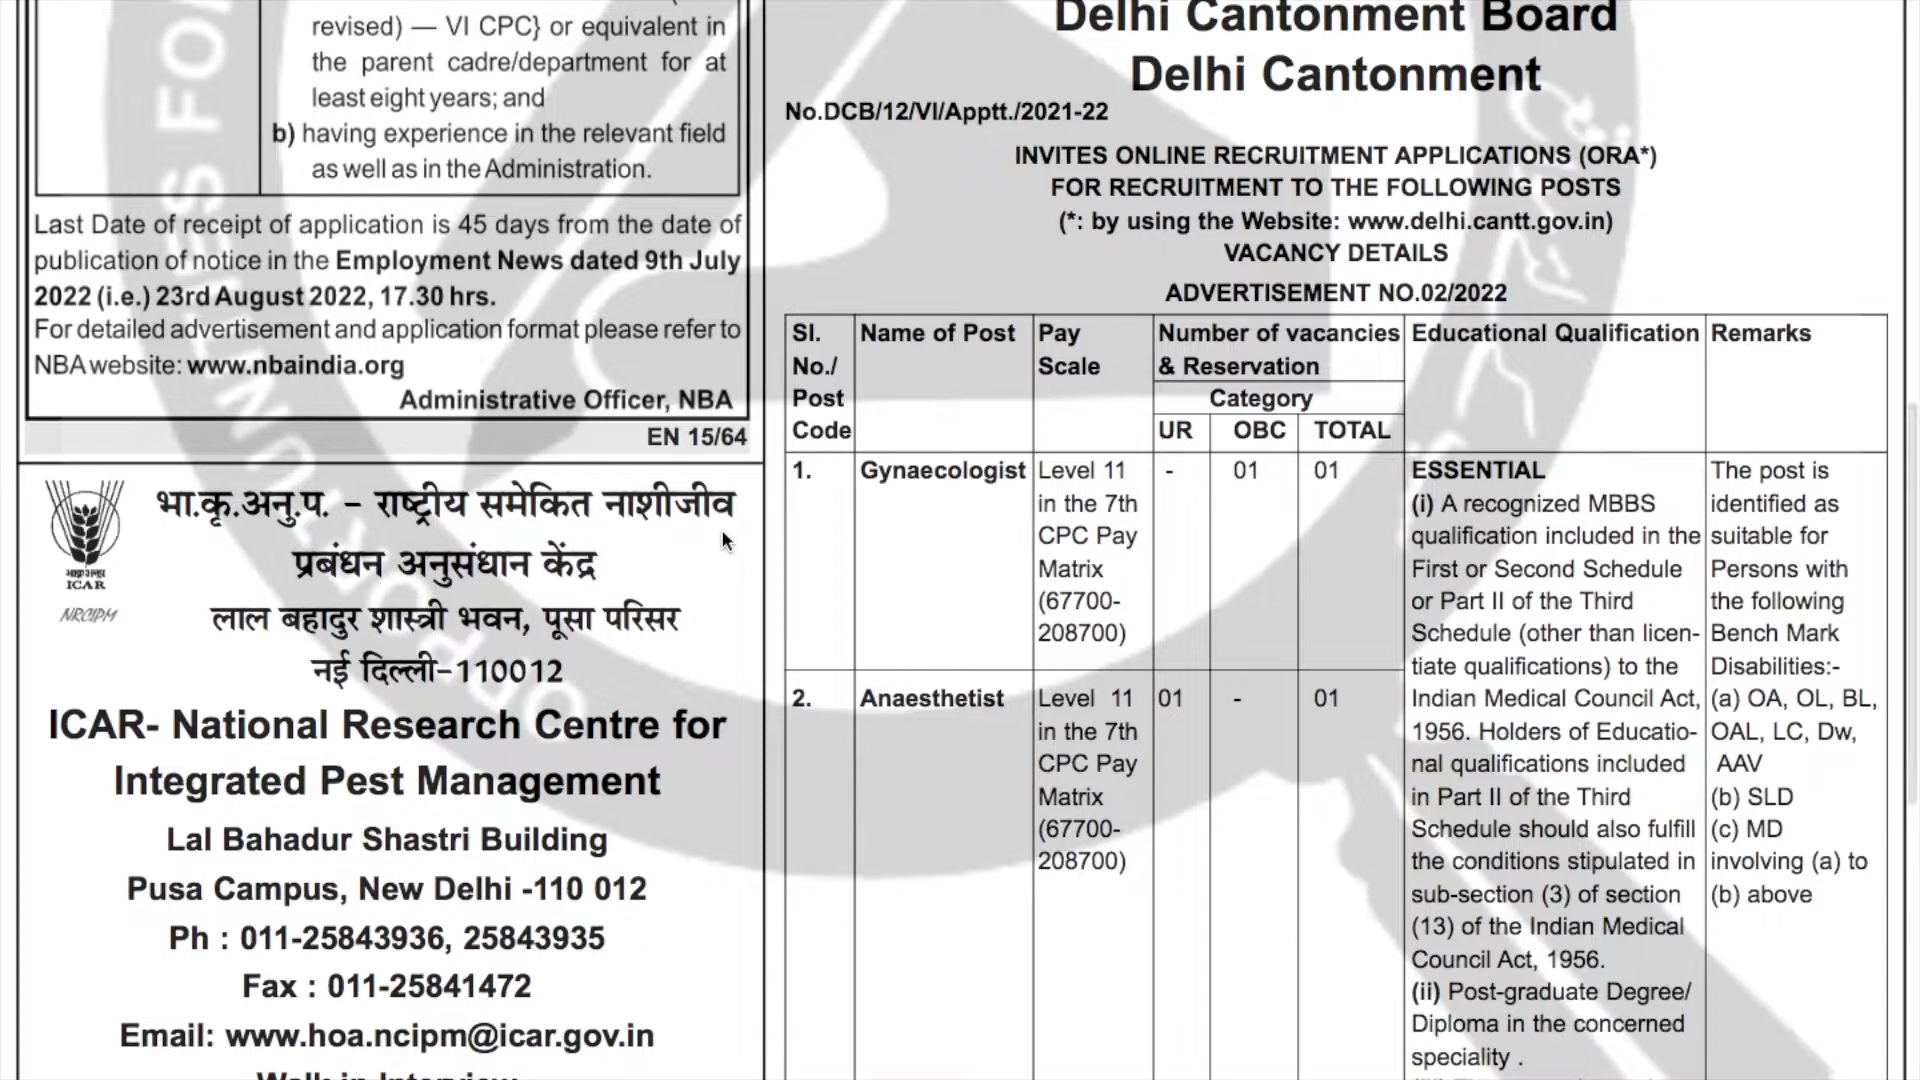 revised) — VI CPC} or equivalent in
the parent cadre/department for at
least eight years; and
b) having experience in the relevant field
as well as in the Administration.
Last Date of receipt of application is 45 days from the date of
publication of notice in the Employment News dated 9th July
2022 (i.e.) 23rd August 2022, 17.30 hrs.
For detailed advertisement and application format please refer to
NBA website: www.nbaindia.org
Administrative Officer, NBA
EN 15/64
भा.कृ.अनु.प. – राष्ट्रीय समेकित नाशीजीव
प्रबंधन अनुसंधान केंद्र
लाल बहादुर शास्त्री भवन, पूसा परिसर
नई दिल्ली-110012
ICAR
NRCIPM
ICAR- National Research Centre for
Integrated Pest Management
Lal Bahadur Shastri Building
Pusa Campus, New Delhi -110 012
Ph : 011-25843936, 25843935
Fax : 011-25841472
Email: www.hoa.ncipm@icar.gov.in
Delhi Cantonment Board
Delhi Cantonment
No.DCB/12/VI/Apptt./2021-22
INVITES ONLINE RECRUITMENT APPLICATIONS (ORA*)
FOR RECRUITMENT TO THE FOLLOWING POSTS
(*: by using the Website: www.delhi.cantt.gov.in)
VACANCY DETAILS
ADVERTISEMENT NO.02/2022
Sl.
No./
Post
Code
Name of Post
Pay
Scale
Number of vacancies
& Reservation
Category
UR OBC TOTAL
Educational Qualification
Remarks
1.
Gynaecologist
Level 11
in the 7th
CPC Pay
Matrix
(67700-
208700)
- 01 01
2.
Anaesthetist
Level 11
in the 7th
CPC Pay
Matrix
(67700-
208700)
01 - 01
ESSENTIAL
(i) A recognized MBBS
qualification included in the
First or Second Schedule
or Part II of the Third
Schedule (other than licen-
tiate qualifications) to the
Indian Medical Council Act,
1956. Holders of Educatio-
nal qualifications included
in Part II of the Third
Schedule should also fulfill
the conditions stipulated in
sub-section (3) of section
(13) of the Indian Medical
Council Act, 1956.
(ii) Post-graduate Degree/
Diploma in the concerned
speciality .
The post is
identified as
suitable for
Persons with
the following
Bench Mark
Disabilities:-
(a) OA, OL, BL,
OAL, LC, Dw,
AAV
(b) SLD
(c) MD
involving (a) to
(b) above